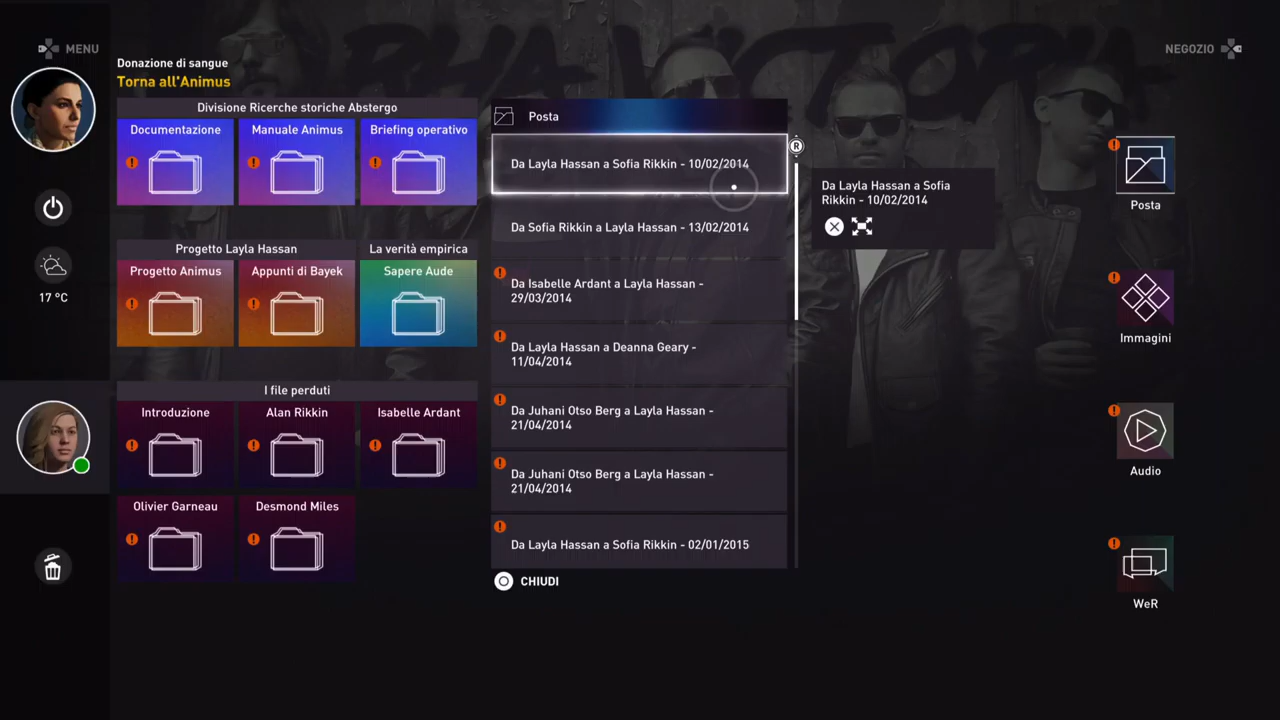 MENU
NEGOZIO
Donazione di sangue
Torna all'Animus
Divisione Ricerche storiche Abstergo
Documentazione
Manuale Animus
Briefing operativo
Progetto Layla Hassan
La verità empirica
Progetto Animus
Appunti di Bayek
Sapere Aude
17 °C
I file perduti
Introduzione
Alan Rikkin
Isabelle Ardant
Olivier Garneau
Desmond Miles
Posta
Da Layla Hassan a Sofia Rikkin - 10/02/2014
Da Sofia Rikkin a Layla Hassan - 13/02/2014
Da Isabelle Ardant a Layla Hassan -
29/03/2014
Da Layla Hassan a Deanna Geary -
11/04/2014
Da Juhani Otso Berg a Layla Hassan -
21/04/2014
Da Juhani Otso Berg a Layla Hassan -
21/04/2014
Da Layla Hassan a Sofia Rikkin - 02/01/2015
CHIUDI
R
Da Layla Hassan a Sofia
Rikkin - 10/02/2014
Posta
Immagini
Audio
WeR